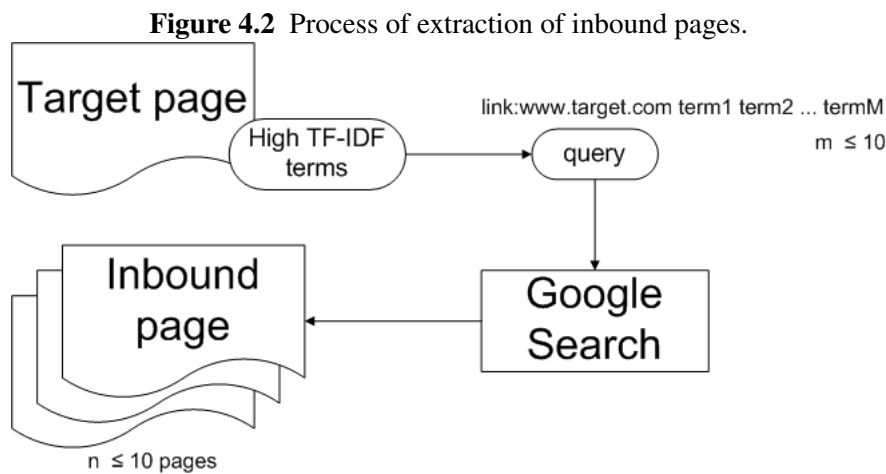 Figure 4.2 Process of extraction of inbound pages.
Target page
High TF-IDF
terms
link:www.target.com term1 term2 ... termM
m ≤ 10
query
Google
Search
Inbound
page
n ≤ 10 pages